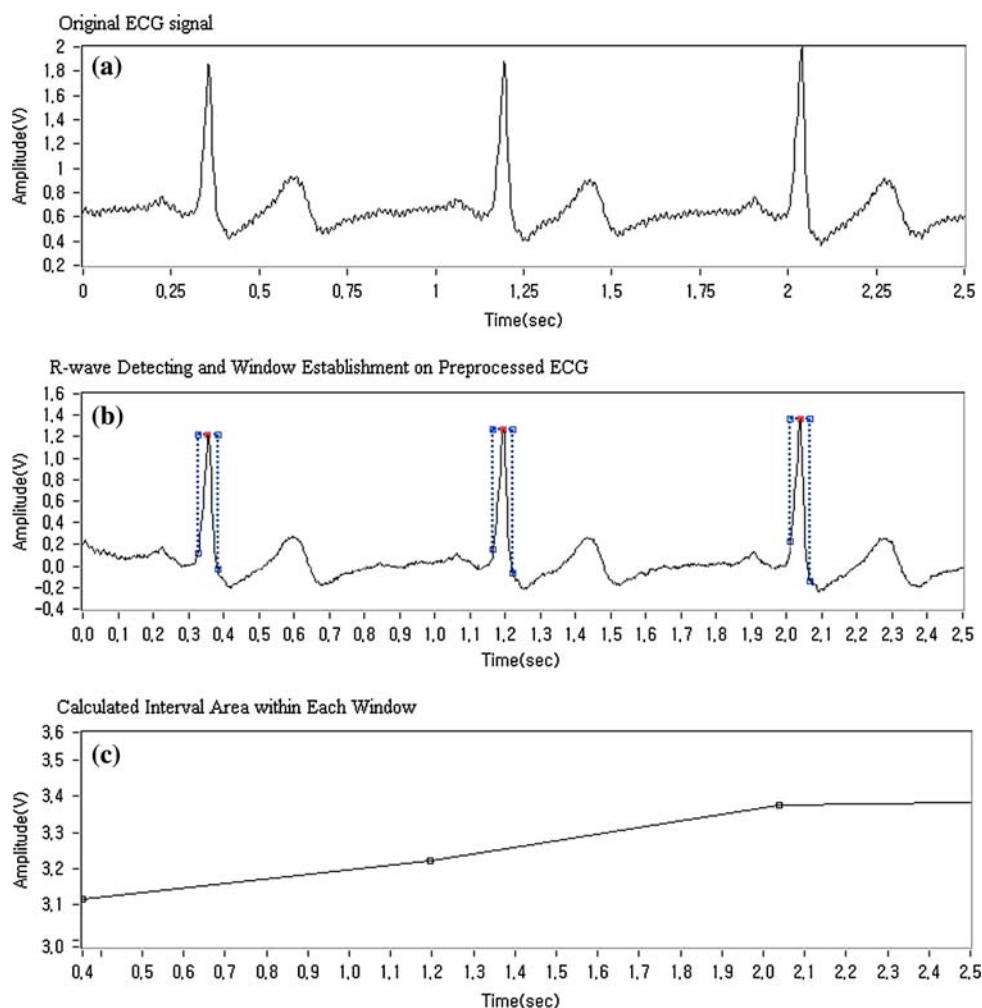 Original ECG signal
(a)
Amplitude(V)
2
1,8
1,6
1,4
1,2
1
0,8
0,6
0,4
0,2
0 0,25 0,5 0,75 1 1,25 1,5 1,75 2 2,25 2,5
Time(sec)
R-wave Detecting and Window Establishment on Preprocessed ECG
(b)
Amplitude(V)
1,6
1,4
1,2
1,0
0,8
0,6
0,4
0,2
0,0
-0,2
-0,4
0,0 0,1 0,2 0,3 0,4 0,5 0,6 0,7 0,8 0,9 1,0 1,1 1,2 1,3 1,4 1,5 1,6 1,7 1,8 1,9 2,0 2,1 2,2 2,3 2,4 2,5
Time(sec)
Calculated Interval Area within Each Window
(c)
Amplitude(V)
3,6
3,5
3,4
3,3
3,2
3,1
3,0
0,4 0,5 0,6 0,7 0,8 0,9 1,0 1,1 1,2 1,3 1,4 1,5 1,6 1,7 1,8 1,9 2,0 2,1 2,2 2,3 2,4 2,5
Time(sec)